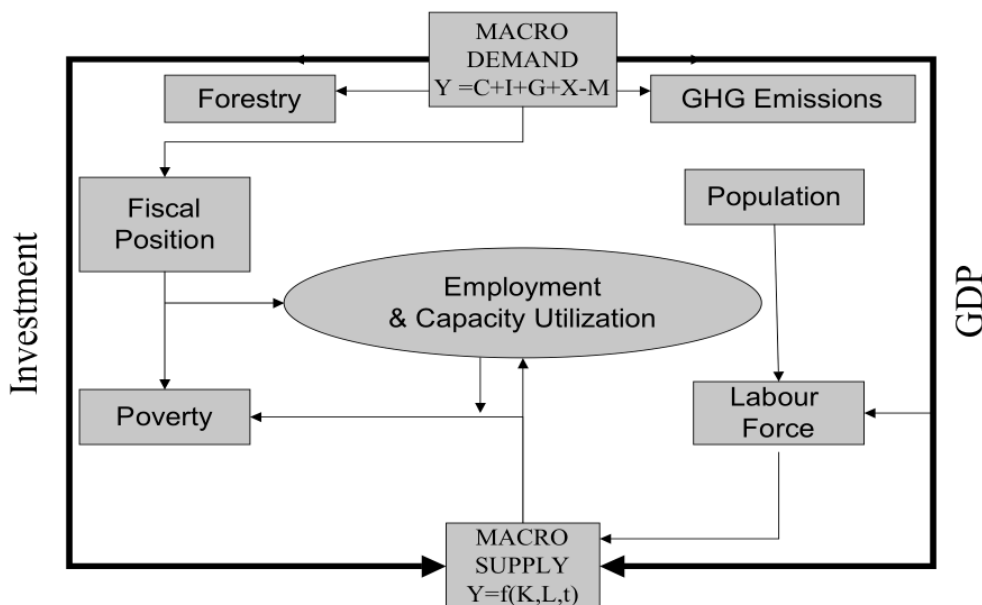 MACRO
DEMAND
Y =C+I+G+X-M
Forestry
GHG Emissions
Fiscal
Position
Population
Investment
GDP
Employment
& Capacity Utilization
Poverty
Labour
Force
MACRO
SUPPLY
Y=f(K,L,t)